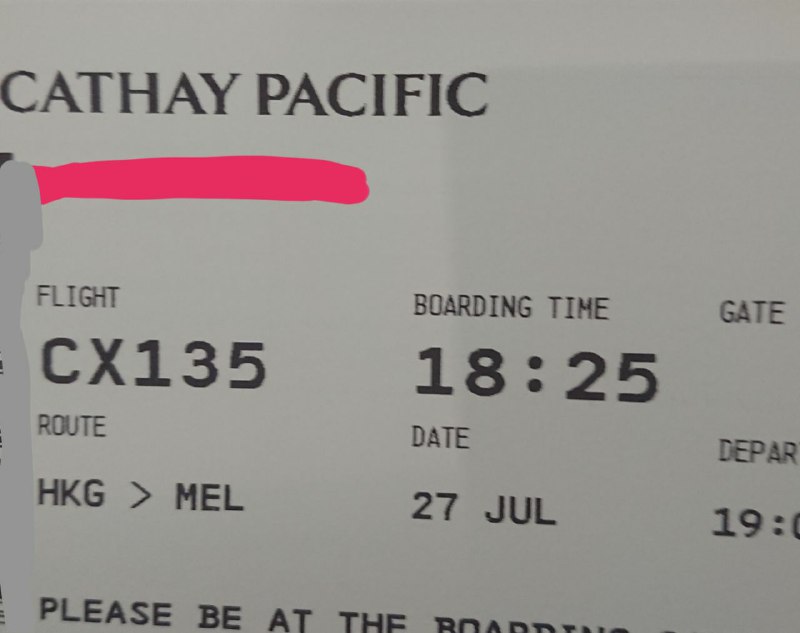 CATHAY PACIFIC
FLIGHT BOARDING TIME GATE
CX135 18:25
ROUTE DATE
HKG > MEL 27 JUL
PLEASE BE AT THE BOARDING